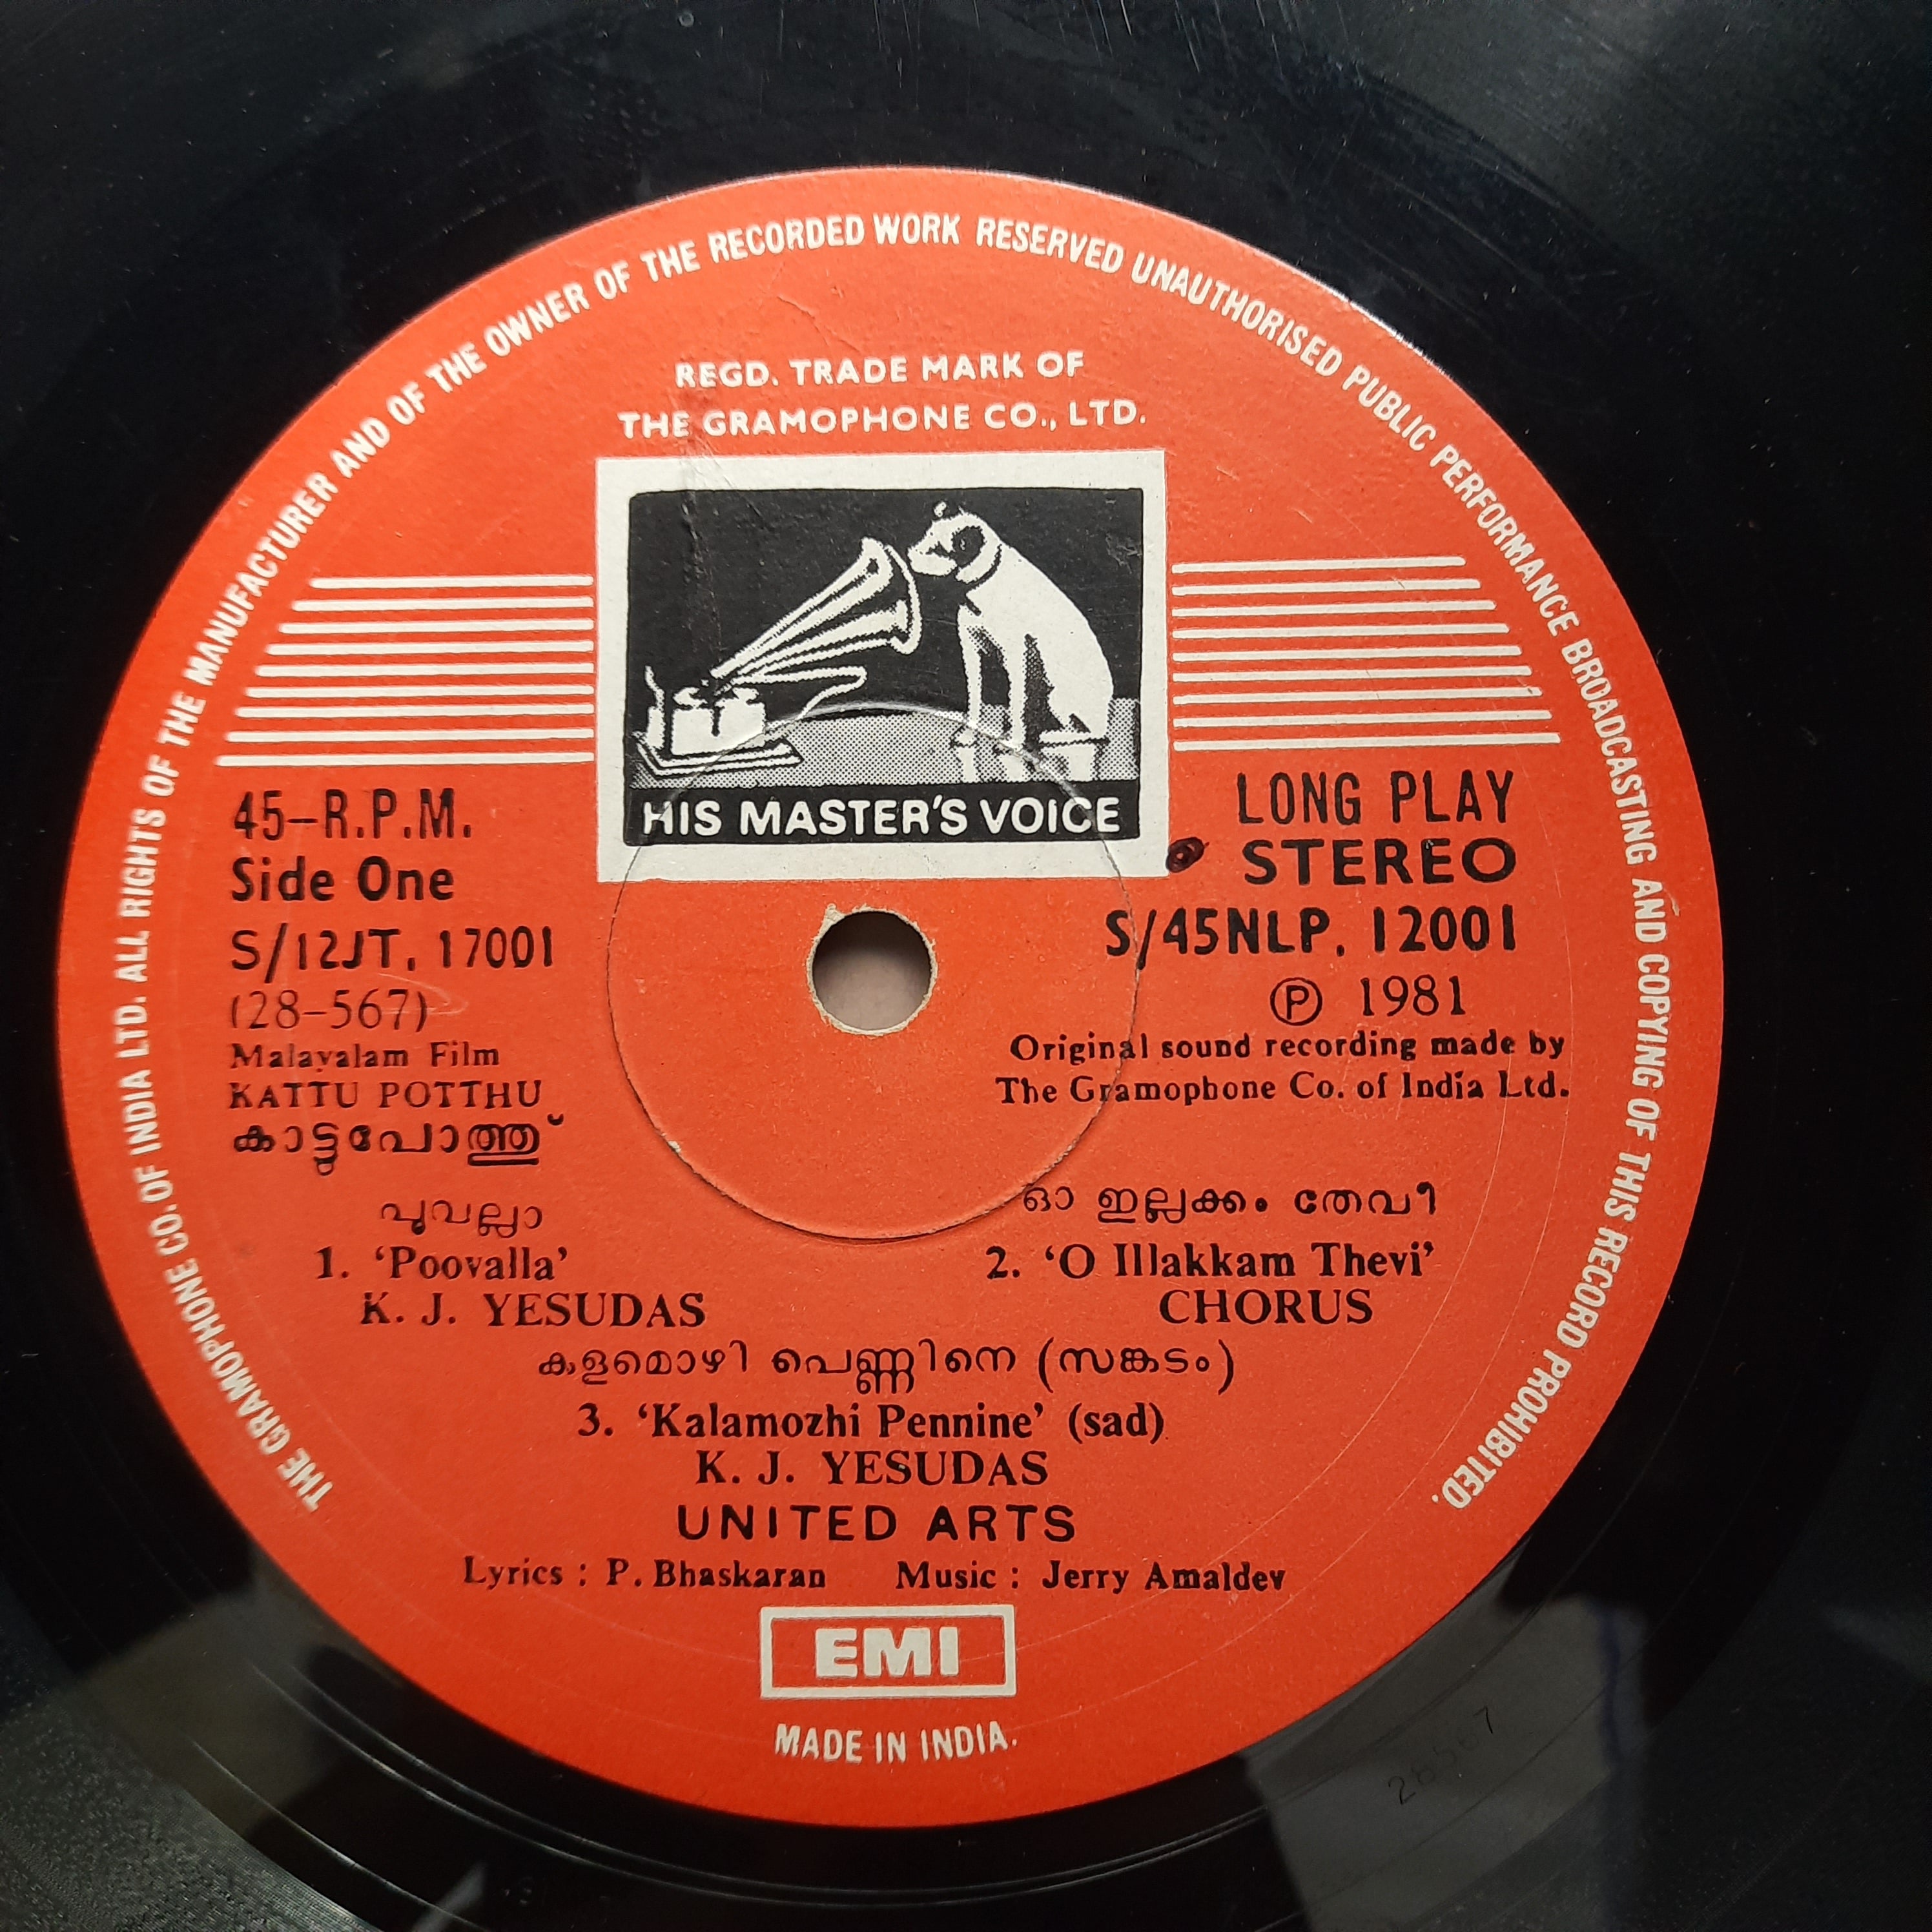 THE GRAMOPHONE CO. OF INDIA LTD. ALL RIGHTS OF THE MANUFACTURER AND OF THE OWNER OF THE RECORDED WORK RESERVED UNAUTHORISED PUBLIC PERFORMANCE BROADCASTING AND COPYING OF THIS RECORD PROHIBITED.
REGD. TRADE MARK OF
THE GRAMOPHONE CO., LTD.
HIS MASTER'S VOICE
45-R.P.M.
Side One
S/12JT. 17001
(28-567)
Malayalam Film
KATTU POTTHU
കാട്ടുപോത്തു്
LONG PLAY
STEREO
S/45NLP. 12001
Ⓟ 1981
Original sound recording made by
The Gramophone Co. of India Ltd.
പൂവല്ലാ
1. 'Poovalla'
K. J. YESUDAS
ഓ ഇല്ലക്കം തേവീ
2. 'O Illakkam Thevi'
CHORUS
കളമൊഴി പെണ്ണിനെ (സങ്കടം)
3. 'Kalamozhi Pennine' (sad)
K. J. YESUDAS
UNITED ARTS
Lyrics : P. Bhaskaran Music : Jerry Amaldev
EMI
MADE IN INDIA.
28567